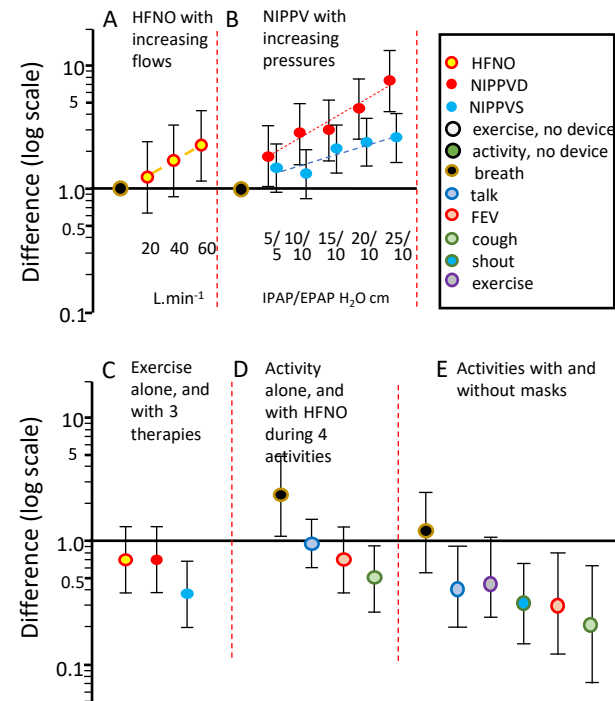 A
HFNO with
increasing
flows
B
NIPPV with
increasing
pressures
Difference (log scale)
10
5
1.0
0.5
0.1
20 40 60
L.min-1
5/ 10/ 15/ 20/ 25/
5 10 10 10 10
IPAP/EPAP H2O cm
HFNO
NIPPVD
NIPPVS
exercise, no device
activity, no device
breath
talk
FEV
cough
shout
exercise
C
Exercise
alone, and
with 3
therapies
D
Activity
alone, and
with HFNO
during 4
activities
E
Activities with and
without masks
Difference (log scale)
10
5
1.0
0.5
0.1